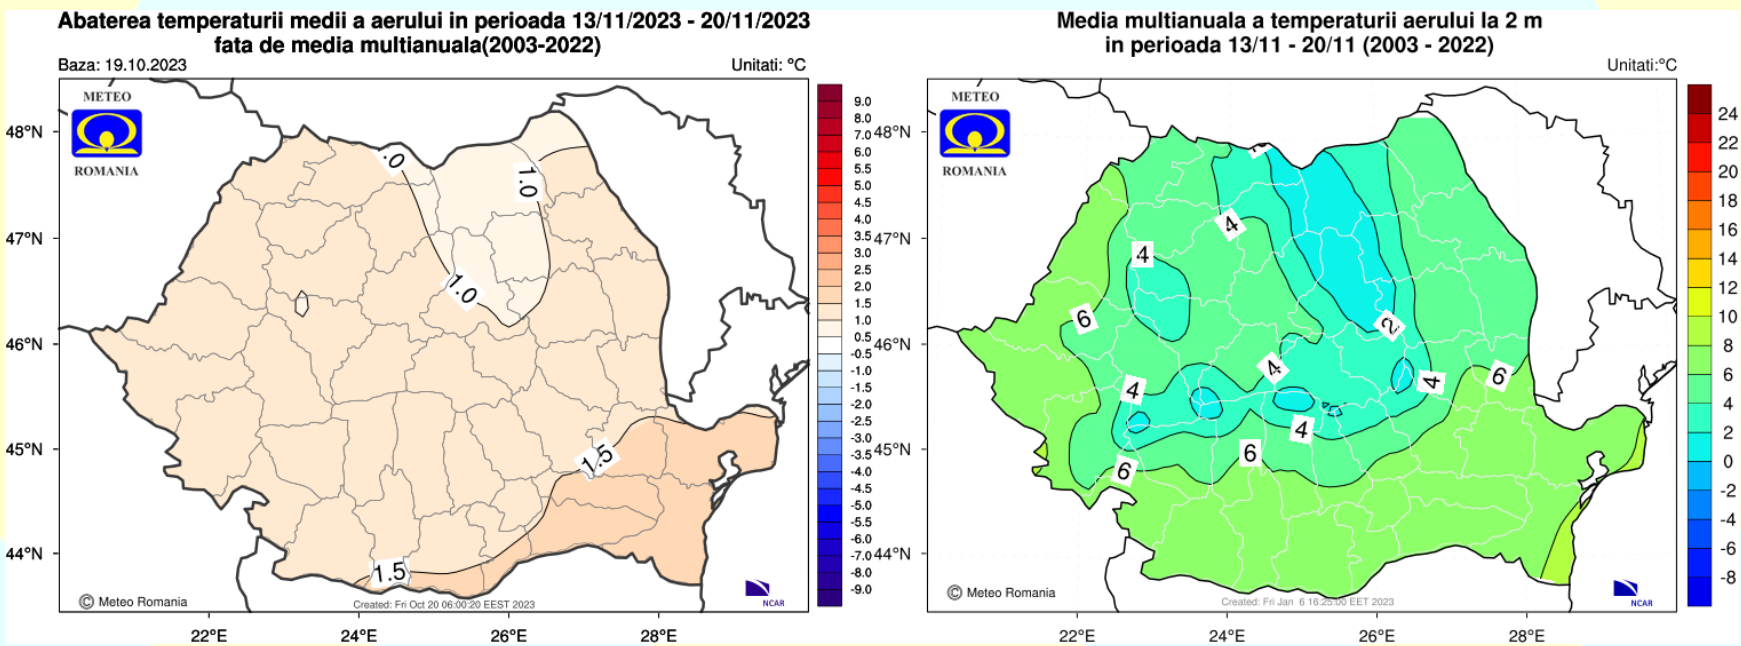 Abaterea temperaturii medii a aerului in perioada 13/11/2023 - 20/11/2023
fata de media multianuala(2003-2022)
Baza: 19.10.2023
Unitati: °C
METEO
ROMANIA
48°N
47°N
46°N
45°N
44°N
22°E
24°E
26°E
28°E
.0
1.0
1.0
1.5
1.5
© Meteo Romania
Created: Fri Oct 20 06:00:20 EEST 2023
NCAR
9.0
8.0
7.0
6.0
5.5
5.0
4.5
4.0
3.5
3.0
2.5
2.0
1.5
1.0
0.5
-0.5
-1.0
-1.5
-2.0
-2.5
-3.0
-3.5
-4.0
-4.5
-5.0
-5.5
-6.0
-7.0
-8.0
-9.0
Media multianuala a temperaturii aerului la 2 m
in perioada 13/11 - 20/11 (2003 - 2022)
Unitati:°C
METEO
ROMANIA
48°N
47°N
46°N
45°N
44°N
22°E
24°E
26°E
28°E
4
4
6
2
4
4
4
6
4
6
6
© Meteo Romania
Created: Fri Jan 6 16:25:00 EET 2023
NCAR
24
22
20
18
16
14
12
10
8
6
4
2
0
-2
-4
-6
-8